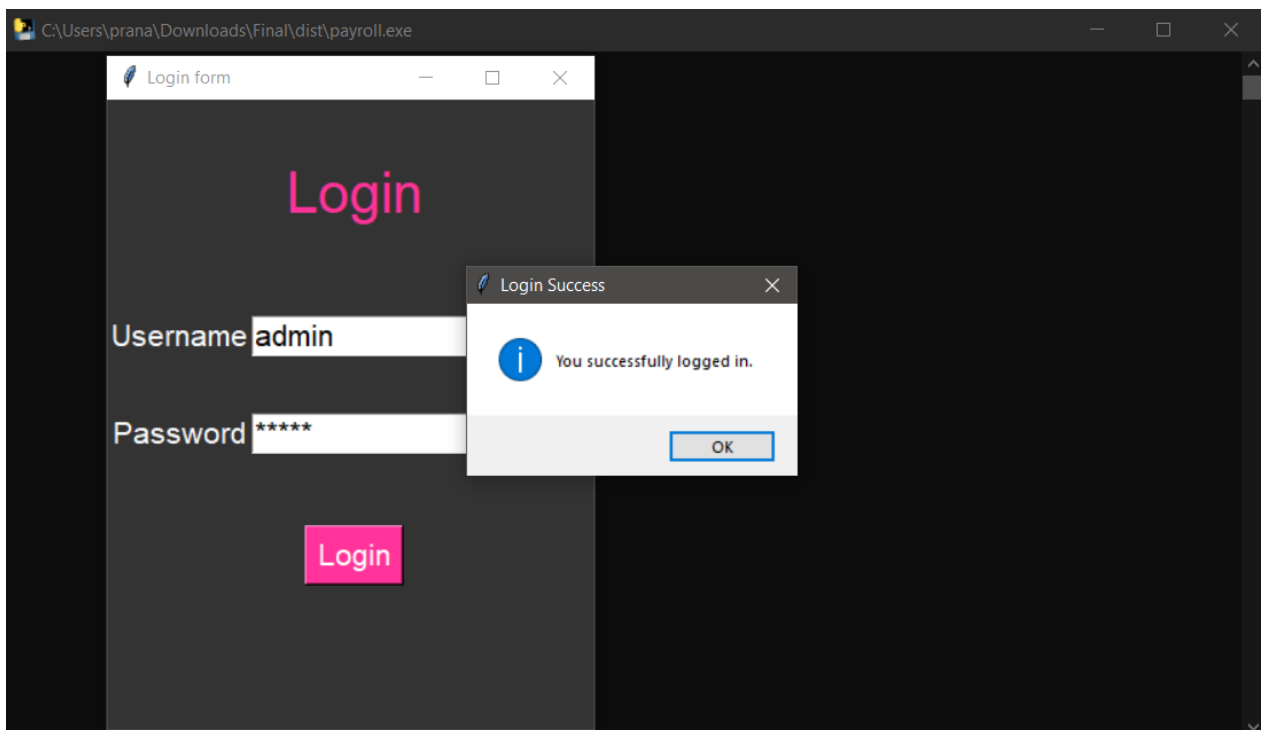 C:\Users\prana\Downloads\Final\dist\payroll.exe
Login form
Login
Login Success
Username admin
You successfully logged in.
Password *****
OK
Login